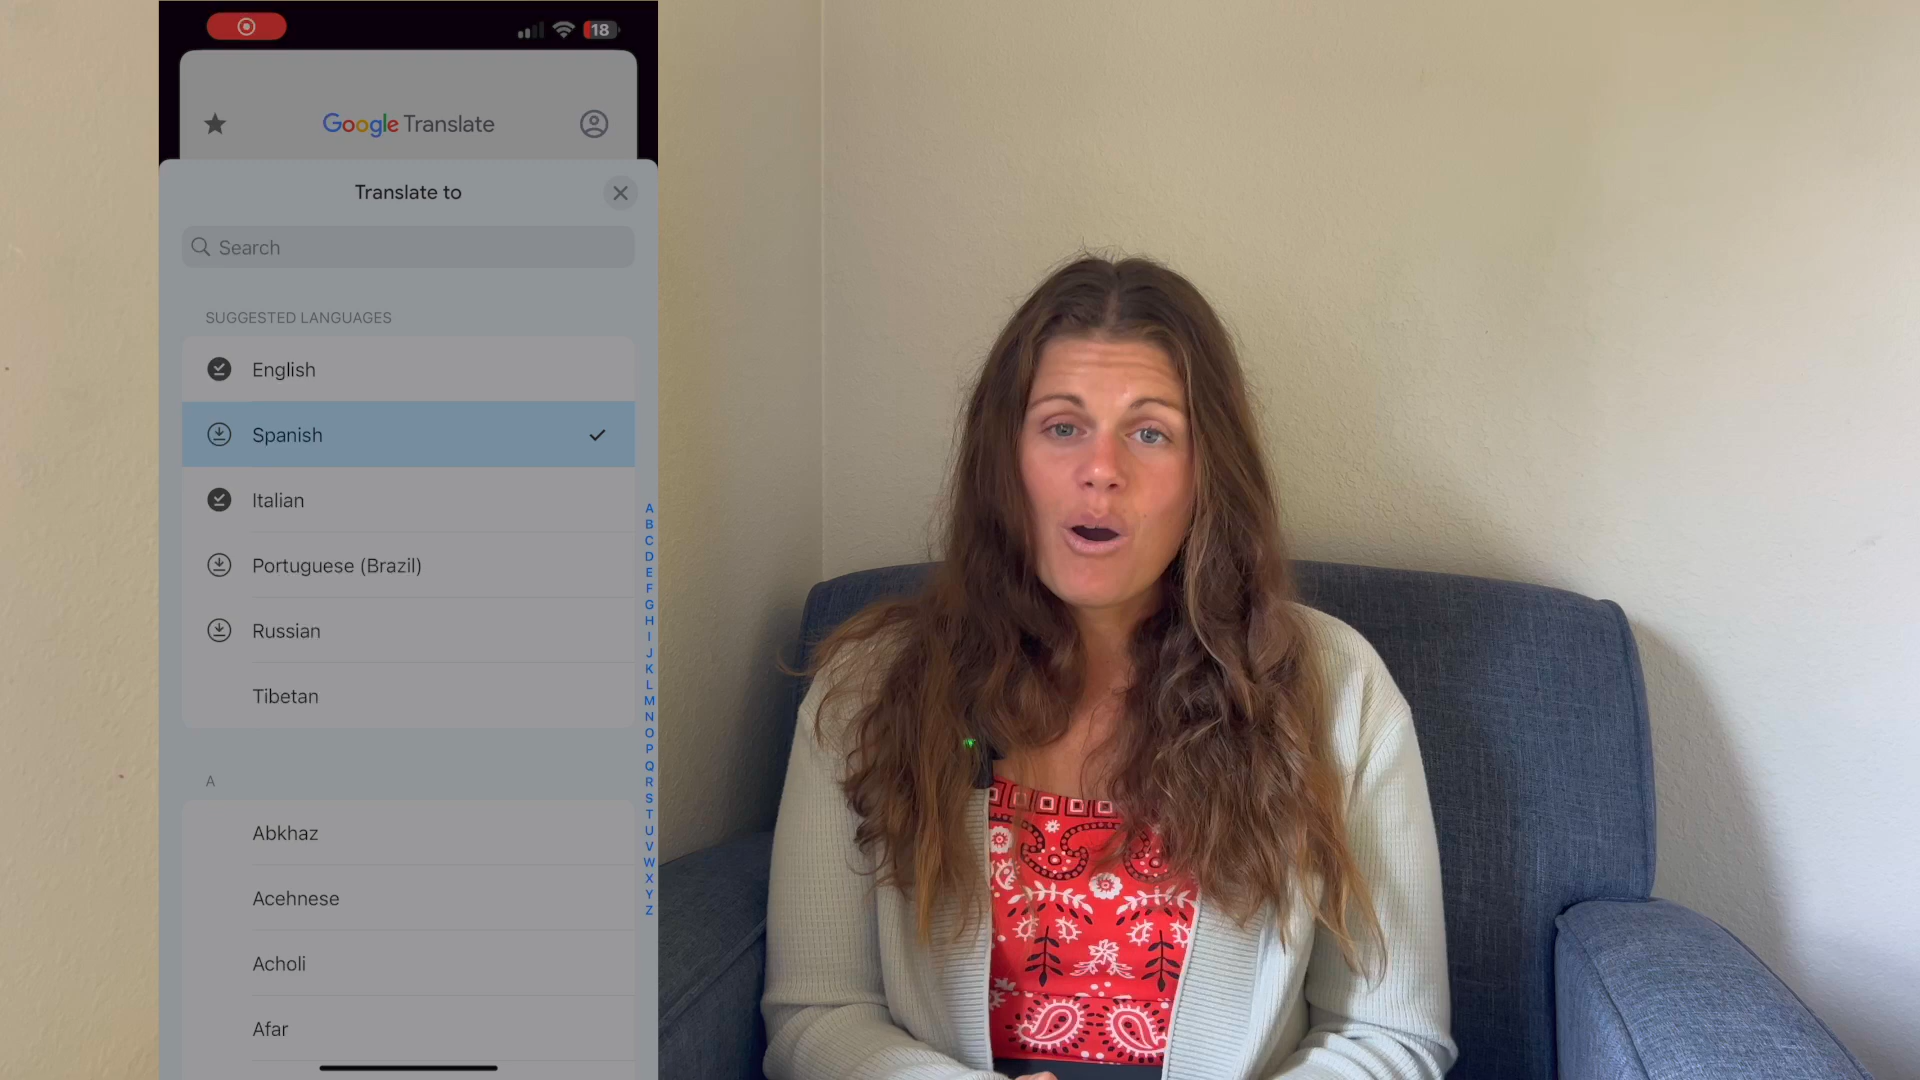 18
Google Translate
Translate to
Search
SUGGESTED LANGUAGES
English
Spanish
Italian
Portuguese (Brazil)
Russian
Tibetan
A
Abkhaz
Acehnese
Acholi
Afar
A
B
C
D
E
F
G
H
I
J
K
L
M
N
O
P
Q
R
S
T
U
V
W
X
Y
Z